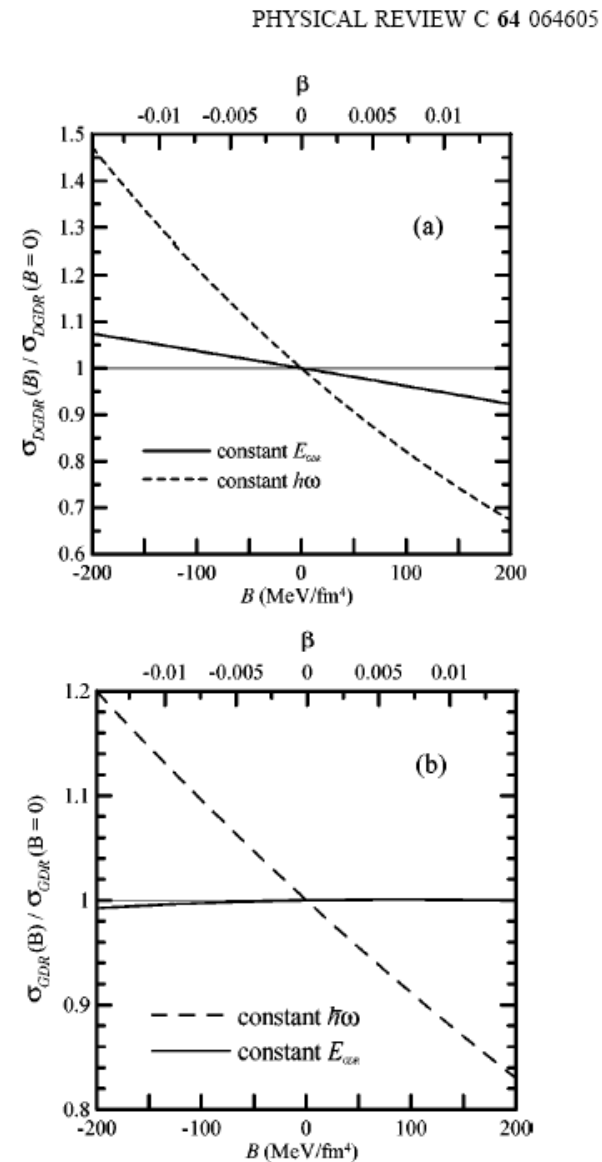 PHYSICAL REVIEW C 64 064605
β
-0.01 -0.005 0 0.005 0.01
1.5
1.4
1.3
1.2
1.1
1
0.9
0.8
0.7
0.6
σDGDR(B) / σDGDR(B=0)
(a)
constant EGDR
constant hω
-200 -100 0 100 200
B (MeV/fm⁴)
β
-0.01 -0.005 0 0.005 0.01
1.2
1.1
1
0.9
0.8
σGDR(B) / σGDR(B=0)
(b)
constant ħω
constant EGDR
-200 -100 0 100 200
B (MeV/fm⁴)